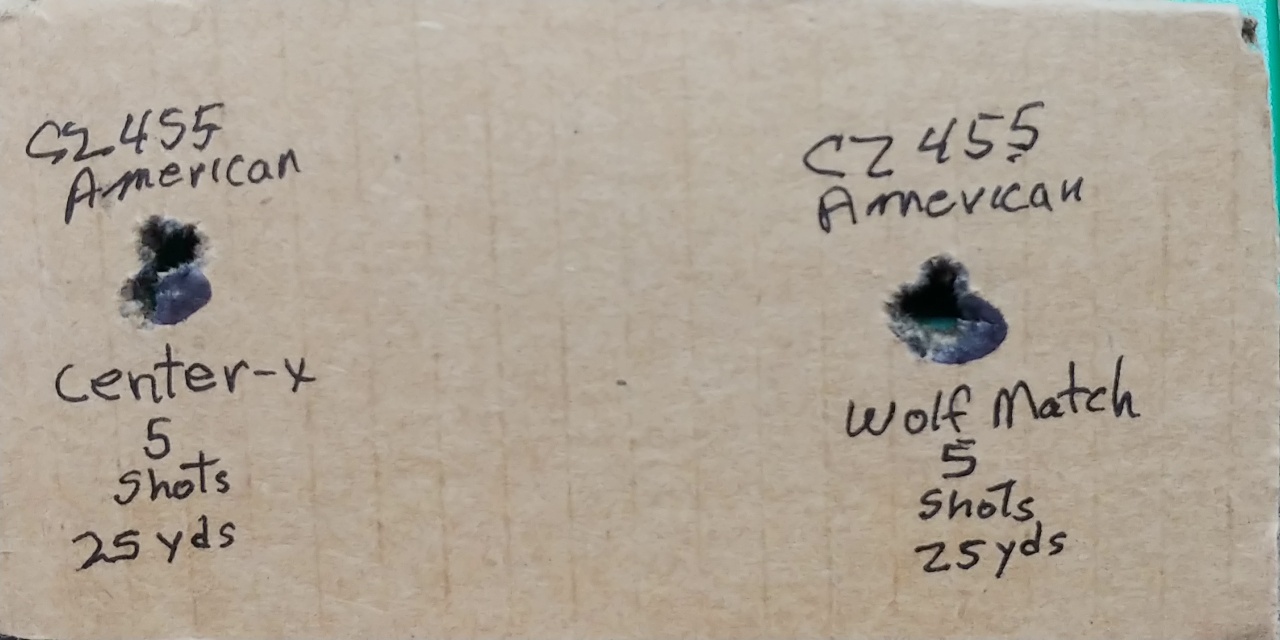 CZ 455
American
Center-X
5
Shots
25 yds
CZ 455
American
Wolf Match
5
Shots
25 yds